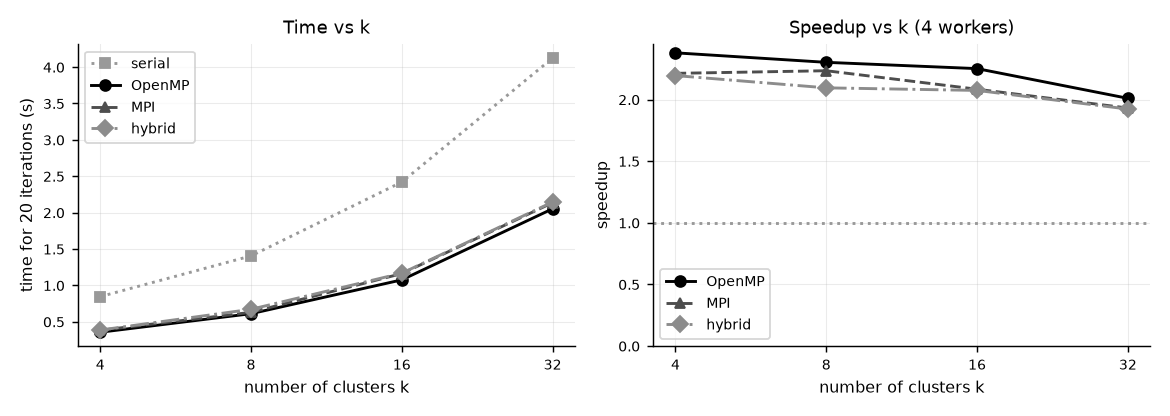 Time vs k
time for 20 iterations (s)
4.0
3.5
3.0
2.5
2.0
1.5
1.0
0.5
serial
OpenMP
MPI
hybrid
4 8 16 32
number of clusters k
Speedup vs k (4 workers)
speedup
2.0
1.5
1.0
0.5
0.0
OpenMP
MPI
hybrid
4 8 16 32
number of clusters k